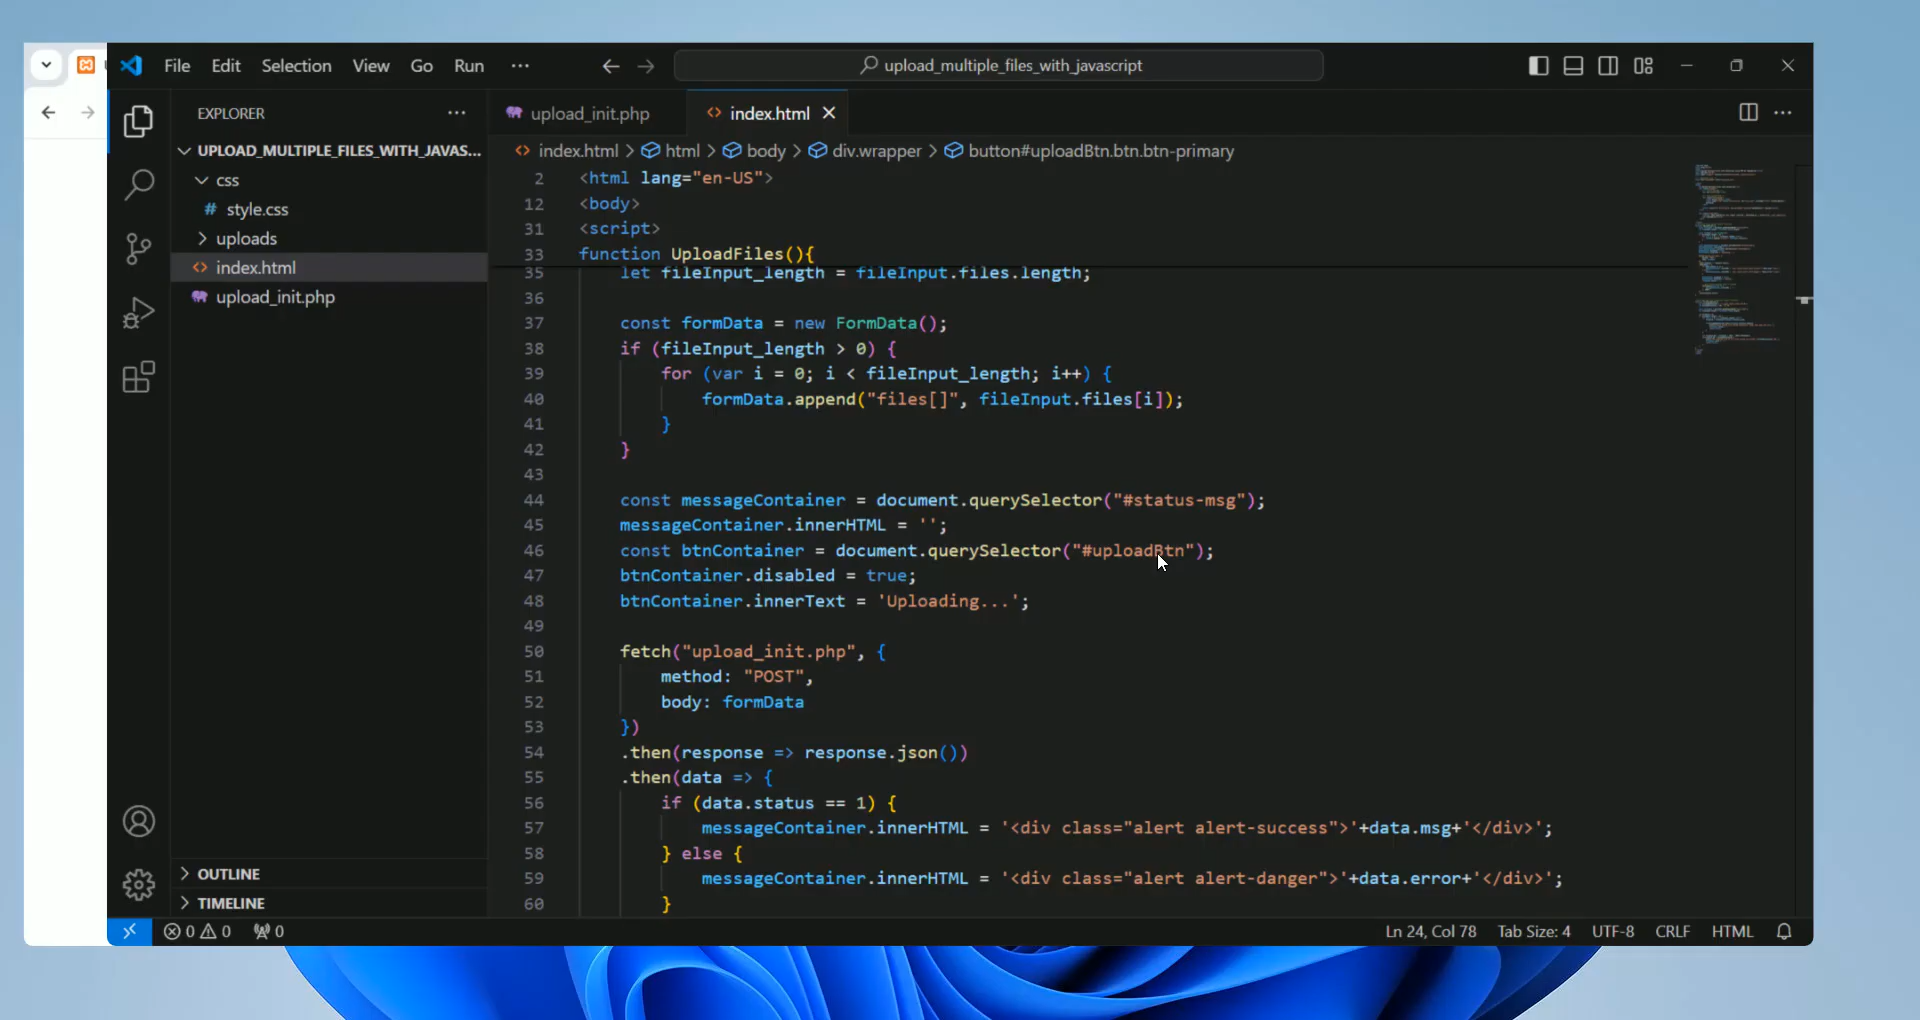 File Edit Selection View Go Run ···
upload_multiple_files_with_javascript
EXPLORER ···
UPLOAD_MULTIPLE_FILES_WITH_JAVAS...
css
# style.css
uploads
<> index.html
upload_init.php
OUTLINE
TIMELINE
upload_init.php
<> index.html
<> index.html > html > body > div.wrapper > button#uploadBtn.btn.btn-primary
2 <html lang="en-US">
12 <body>
31 <script>
33 function UploadFiles(){
35 let fileInput_length = fileInput.files.length;
36
37 const formData = new FormData();
38 if (fileInput_length > 0) {
39 for (var i = 0; i < fileInput_length; i++) {
40 formData.append("files[]", fileInput.files[i]);
41 }
42 }
43
44 const messageContainer = document.querySelector("#status-msg");
45 messageContainer.innerHTML = '';
46 const btnContainer = document.querySelector("#uploadBtn");
47 btnContainer.disabled = true;
48 btnContainer.innerText = 'Uploading...';
49
50 fetch("upload_init.php", {
51 method: "POST",
52 body: formData
53 })
54 .then(response => response.json())
55 .then(data => {
56 if (data.status == 1) {
57 messageContainer.innerHTML = '<div class="alert alert-success">'+data.msg+'</div>';
58 } else {
59 messageContainer.innerHTML = '<div class="alert alert-danger">'+data.error+'</div>';
60 }
0 0 0
Ln 24, Col 78 Tab Size: 4 UTF-8 CRLF HTML